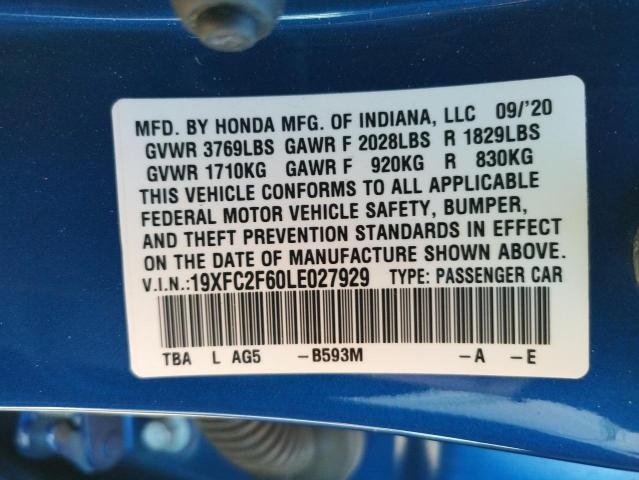 MFD. BY HONDA MFG. OF INDIANA, LLC 09/'20
GVWR 3769LBS GAWR F 2028LBS R 1829LBS
GVWR 1710KG GAWR F 920KG R 830KG
THIS VEHICLE CONFORMS TO ALL APPLICABLE
FEDERAL MOTOR VEHICLE SAFETY, BUMPER,
AND THEFT PREVENTION STANDARDS IN EFFECT
ON THE DATE OF MANUFACTURE SHOWN ABOVE.
V.I.N.:19XFC2F60LE027929 TYPE: PASSENGER CAR
TBA L AG5 -B593M -A -E